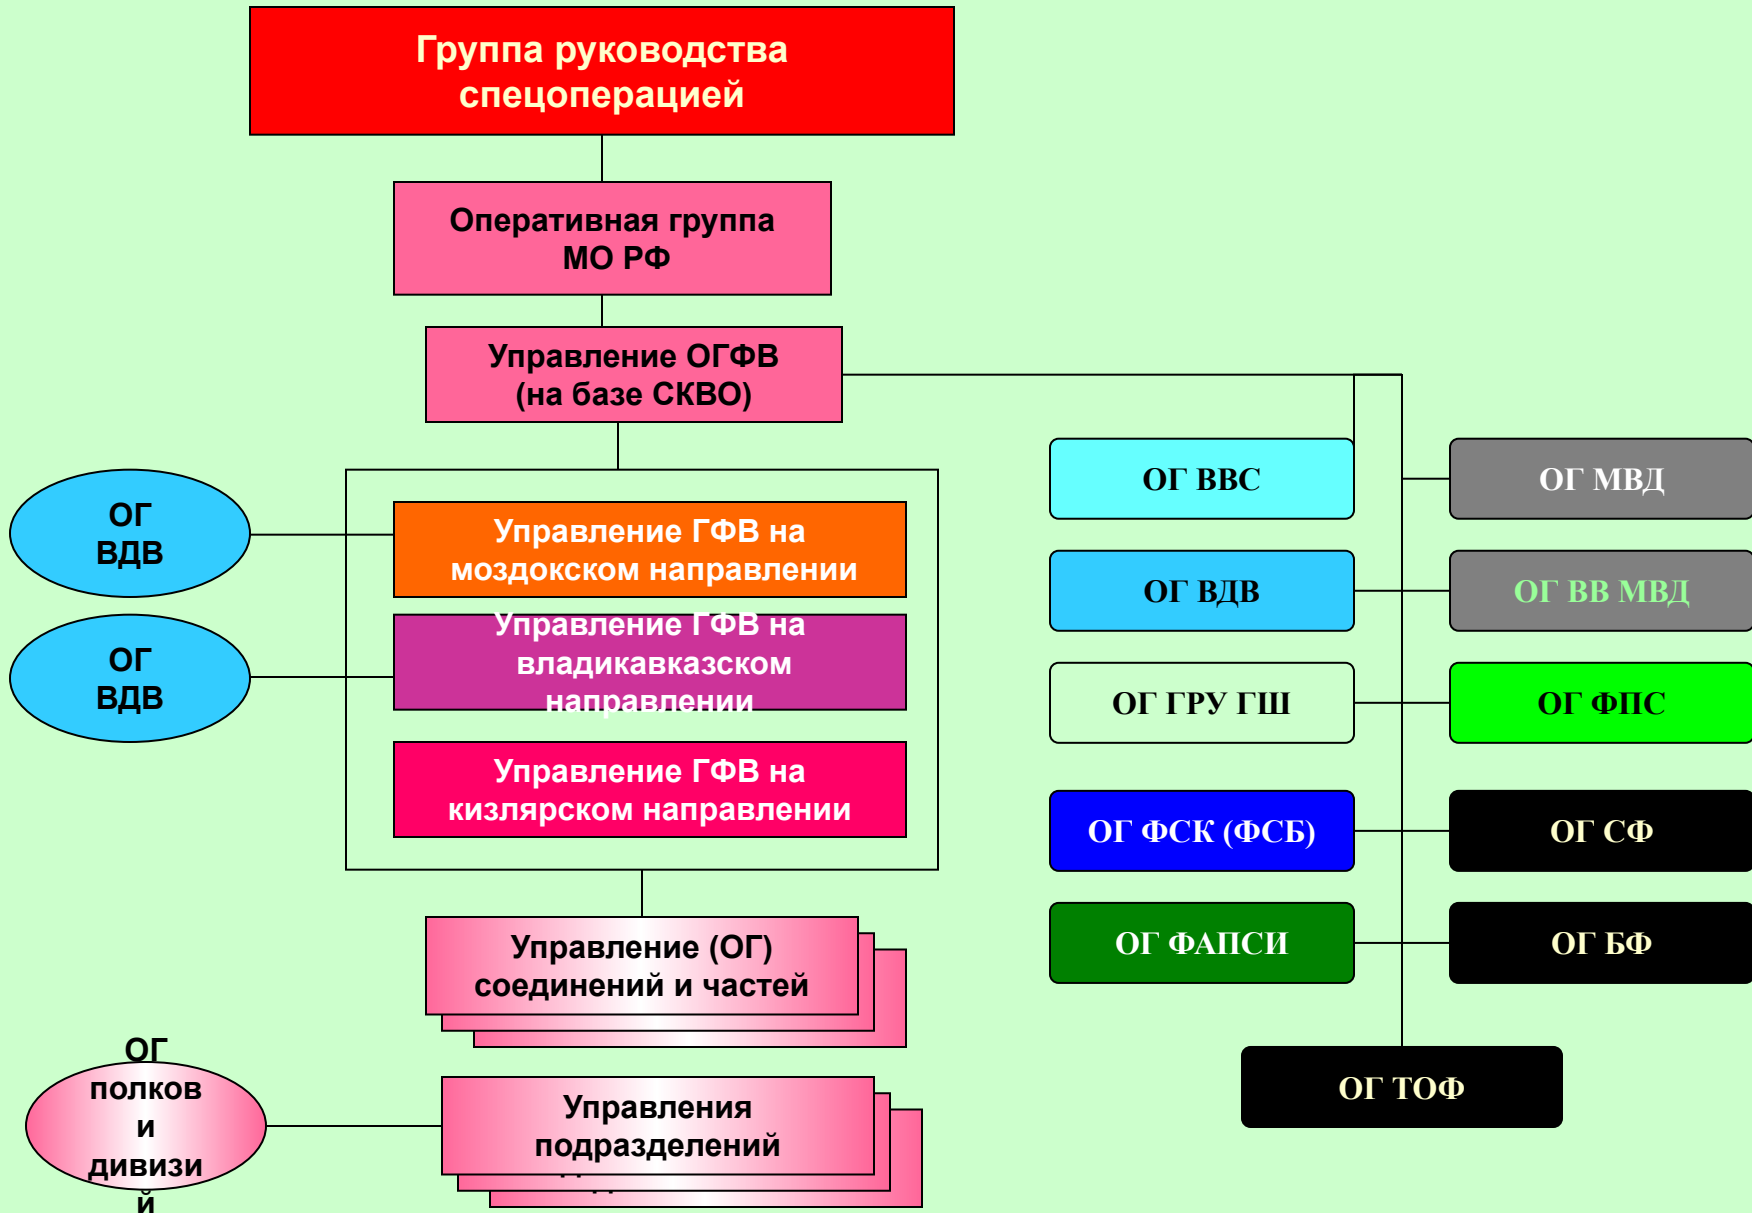 Группа руководства
спецоперацией
Оперативная группа
МО РФ
Управление ОГФВ
(на базе СКВО)
ОГ
ВДВ
Управление ГФВ на
моздокском направлении
ОГ
ВДВ
Управление ГФВ на
владикавказском
направлении
Управление ГФВ на
кизлярском направлении
Управление (ОГ)
соединений и частей
ОГ
полков
и
дивизи
й
Управления
подразделений
ОГ ВВС
ОГ МВД
ОГ ВДВ
ОГ ВВ МВД
ОГ ГРУ ГШ
ОГ ФПС
ОГ ФСК (ФСБ)
ОГ СФ
ОГ ФАПСИ
ОГ БФ
ОГ ТОФ